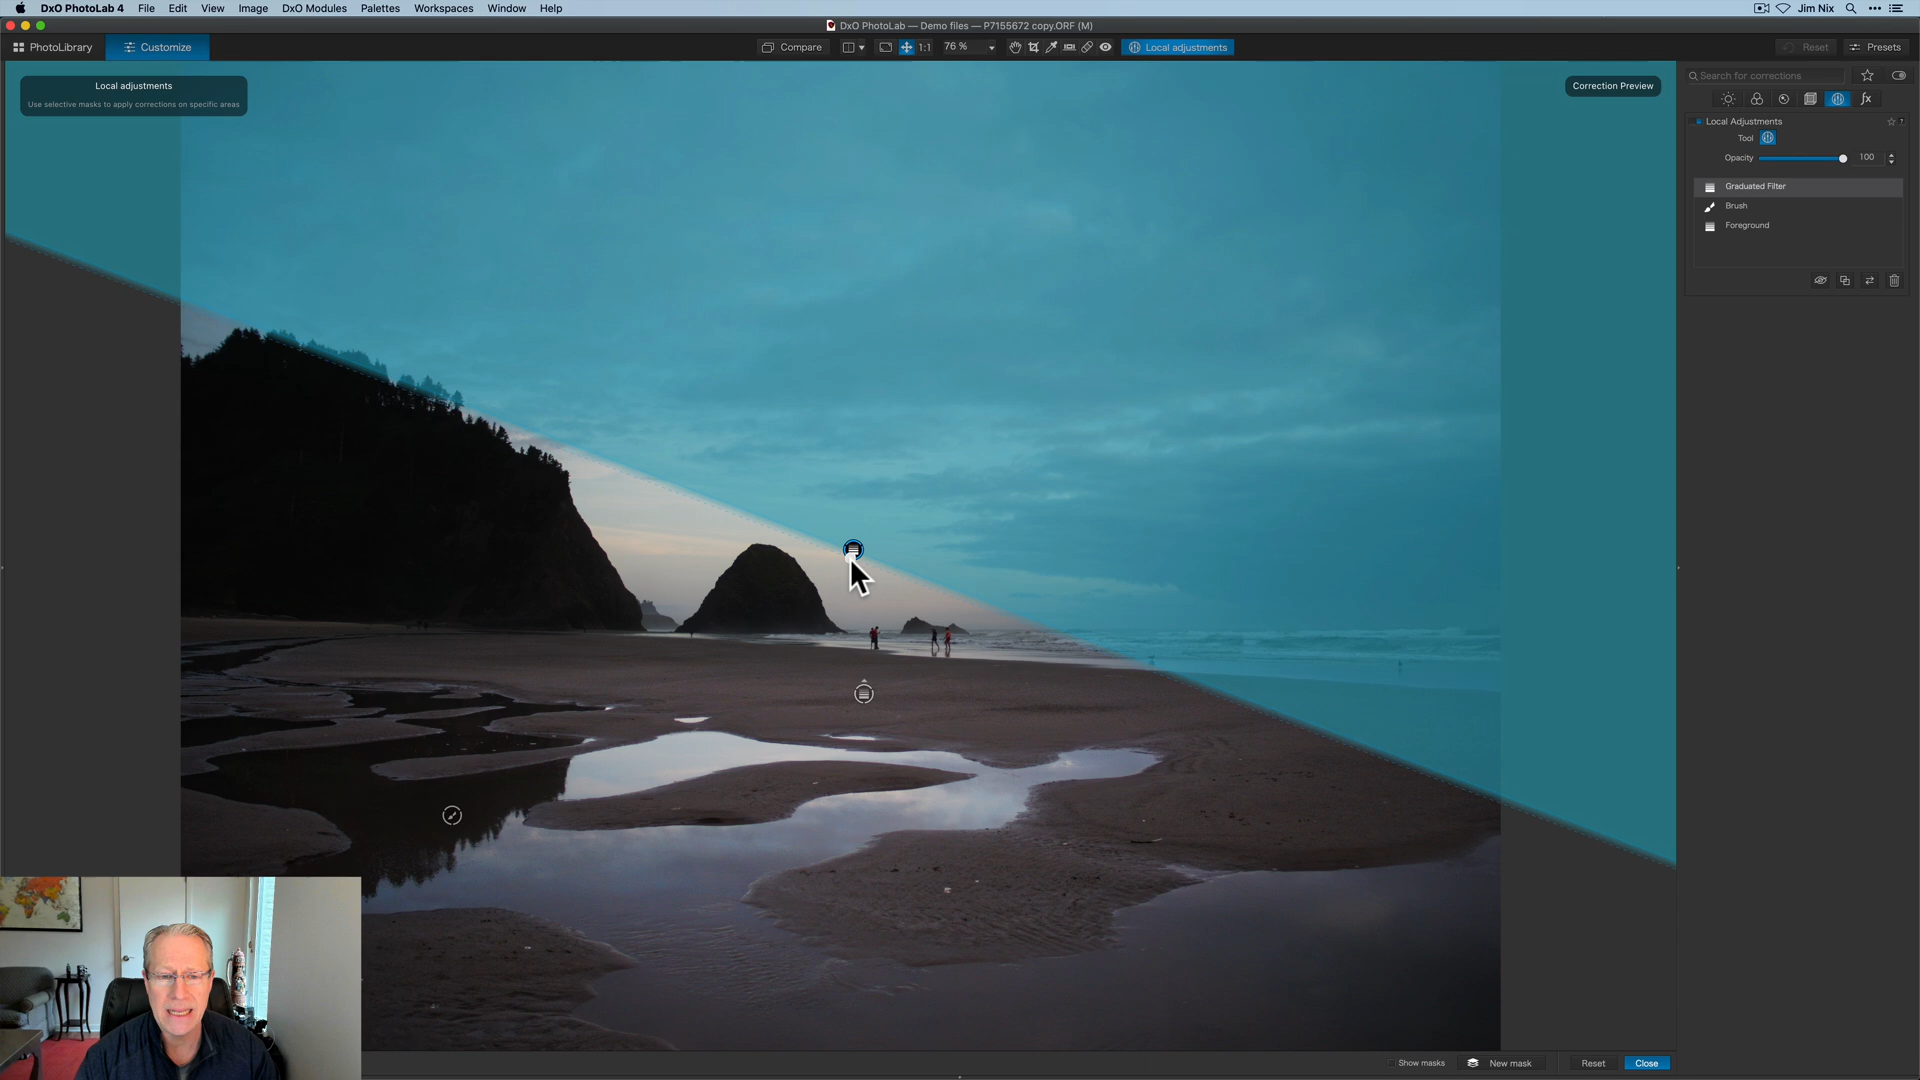 DxO PhotoLab 4 File Edit View Image DxO Modules Palettes Workspaces Window Help Jim Nix
DxO PhotoLab — Demo files — P7155672 copy.ORF (M)
PhotoLibrary Customize Compare 1:1 76 % Local adjustments Reset Presets
Local adjustments
Use selective masks to apply corrections on specific areas
Correction Preview
Search for corrections
fx
Local Adjustments ?
Tool
Opacity 100
Graduated Filter
Brush
Foreground
Show masks New mask Reset Close